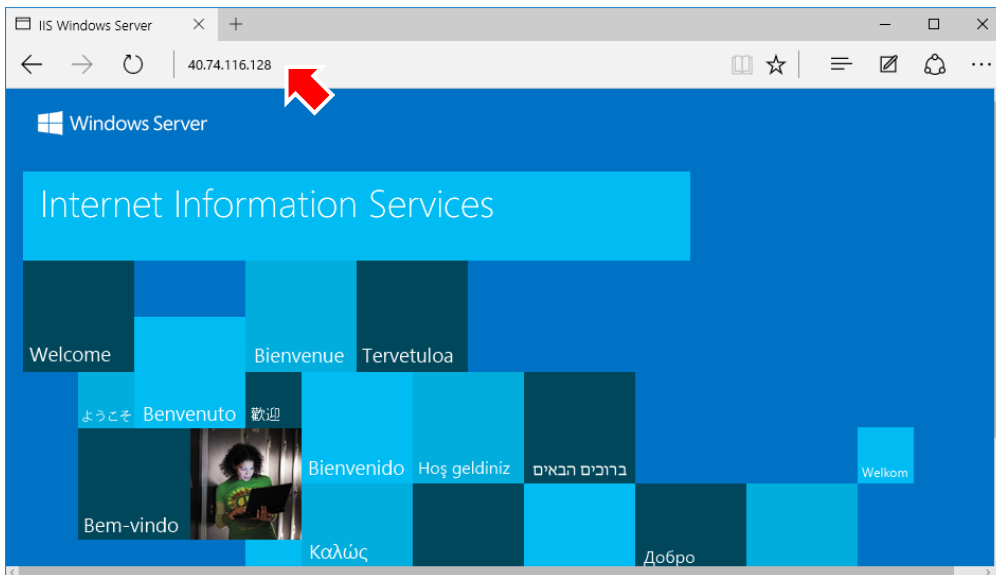 IIS Windows Server
40.74.116.128
Windows Server
Internet Information Services
Welcome
Bienvenue
Tervetuloa
ようこそ
Benvenuto
歡迎
Bienvenido
Hoş geldiniz
ברוכים הבאים
Welkom
Bem-vindo
Καλώς
Добро